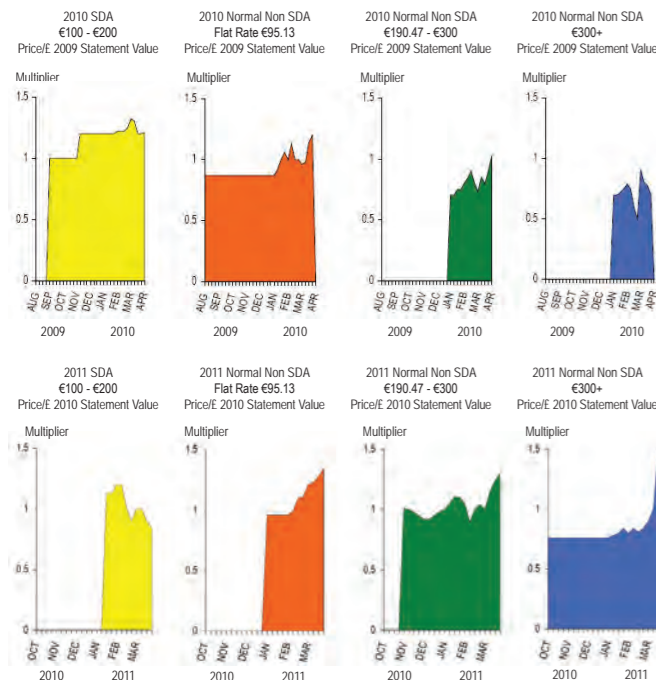 2010 SDA
€100 - €200
Price/£ 2009 Statement Value
Multiplier
1.5
1
0.5
0
AUG SEP OCT NOV DEC JAN FEB MAR APR
2009 2010
2010 Normal Non SDA
Flat Rate €95.13
Price/£ 2009 Statement Value
Multiplier
1.5
1
0.5
0
AUG SEP OCT NOV DEC JAN FEB MAR APR
2009 2010
2010 Normal Non SDA
€190.47 - €300
Price/£ 2009 Statement Value
Multiplier
1.5
1
0.5
0
AUG SEP OCT NOV DEC JAN FEB MAR APR
2009 2010
2010 Normal Non SDA
€300+
Price/£ 2009 Statement Value
Multiplier
1.5
1
0.5
0
AUG SEP OCT NOV DEC JAN FEB MAR APR
2009 2010
2011 SDA
€100 - €200
Price/£ 2010 Statement Value
Multiplier
1.5
1
0.5
0
OCT NOV DEC JAN FEB MAR
2010 2011
2011 Normal Non SDA
Flat Rate €95.13
Price/£ 2010 Statement Value
Multiplier
1.5
1
0.5
0
OCT NOV DEC JAN FEB MAR
2010 2011
2011 Normal Non SDA
€190.47 - €300
Price/£ 2010 Statement Value
Multiplier
1.5
1
0.5
0
OCT NOV DEC JAN FEB MAR
2010 2011
2011 Normal Non SDA
€300+
Price/£ 2010 Statement Value
Multiplier
1.5
1
0.5
0
OCT NOV DEC JAN FEB MAR
2010 2011